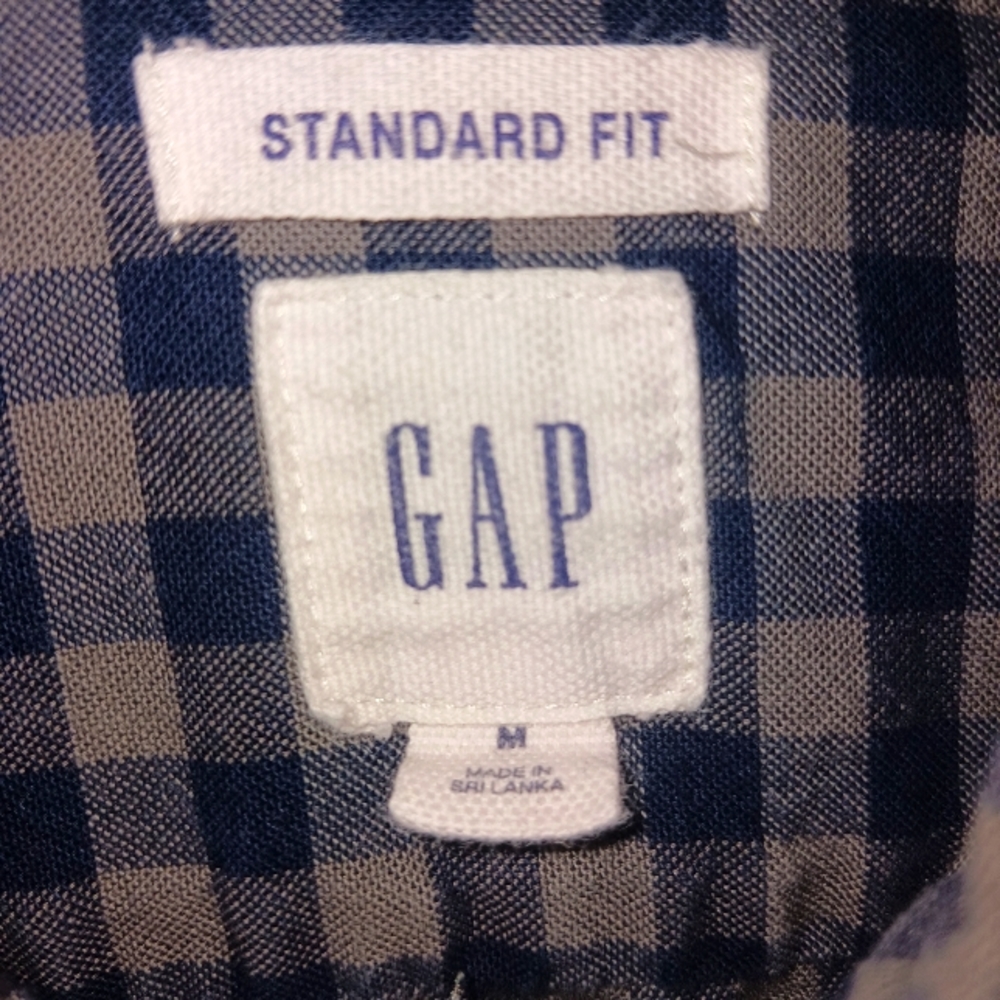 STANDARD FIT
GAP
M
MADE IN
SRI LANKA